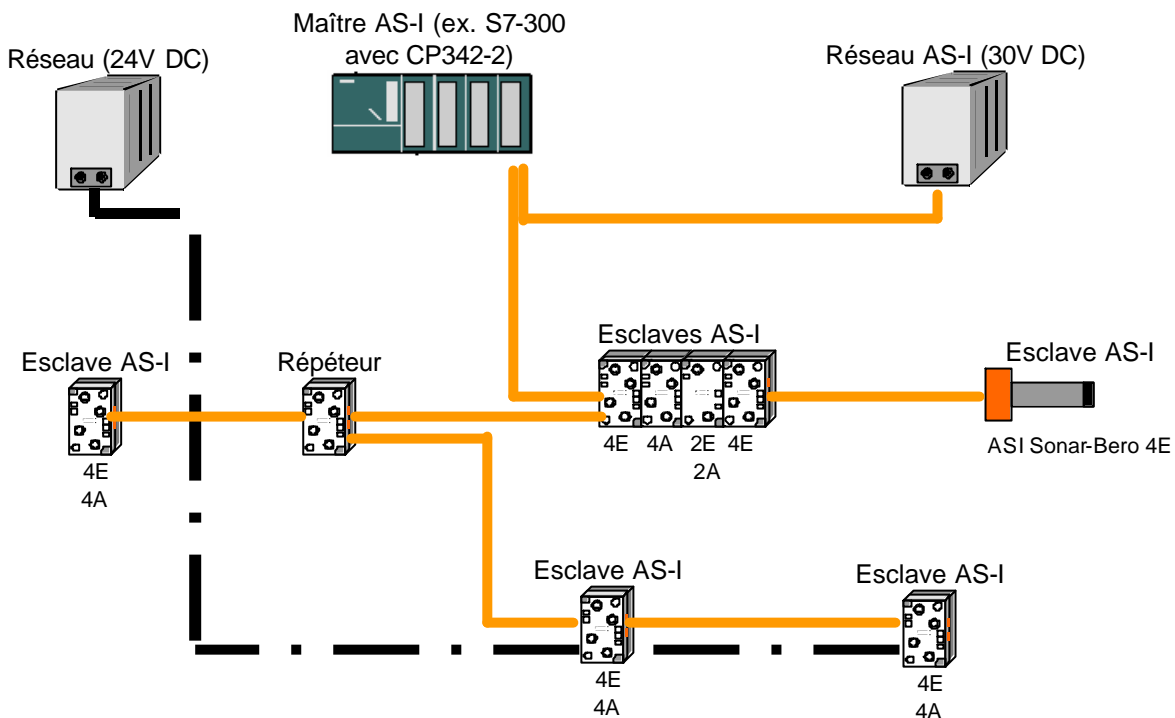 Maître AS-I (ex. S7-300
avec CP342-2)
Réseau (24V DC)
Réseau AS-I (30V DC)
Esclave AS-I
Répéteur
Esclaves AS-I
Esclave AS-I
4E
4A
4E 4A 2E 4E
2A
ASI Sonar-Bero 4E
Esclave AS-I
Esclave AS-I
4E
4A
4E
4A